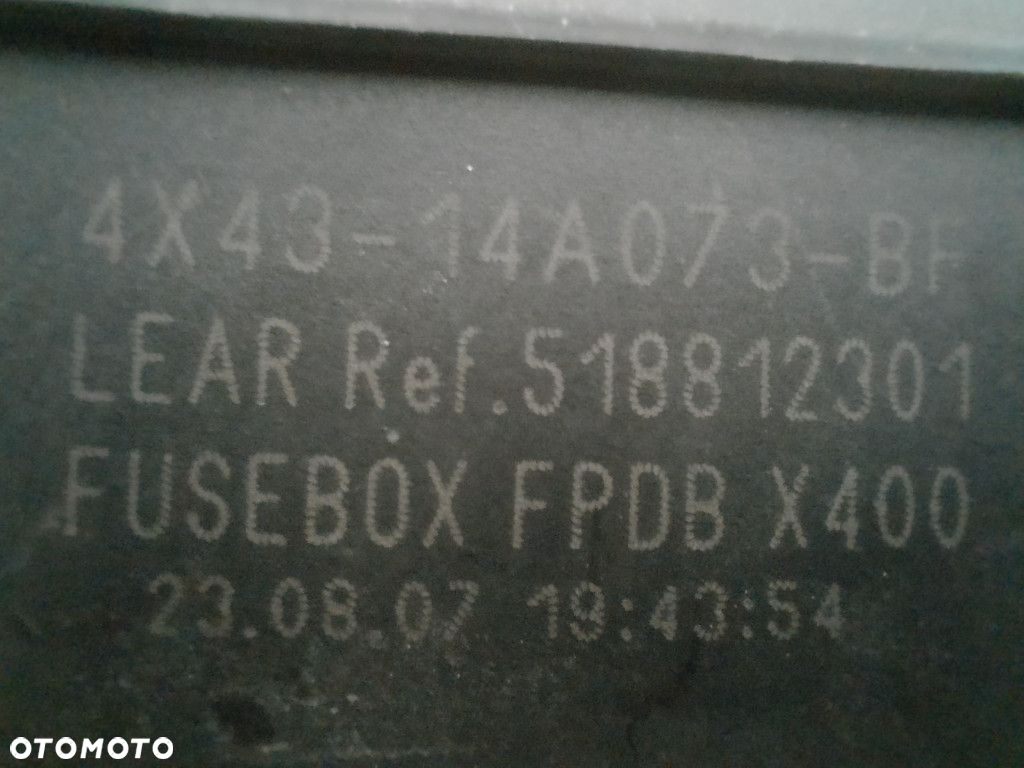 4X43-14A073-BF
LEAR Ref.518812301
FUSEBOX FPDB X400
23.08.07 19:43:54
OTOMOTO